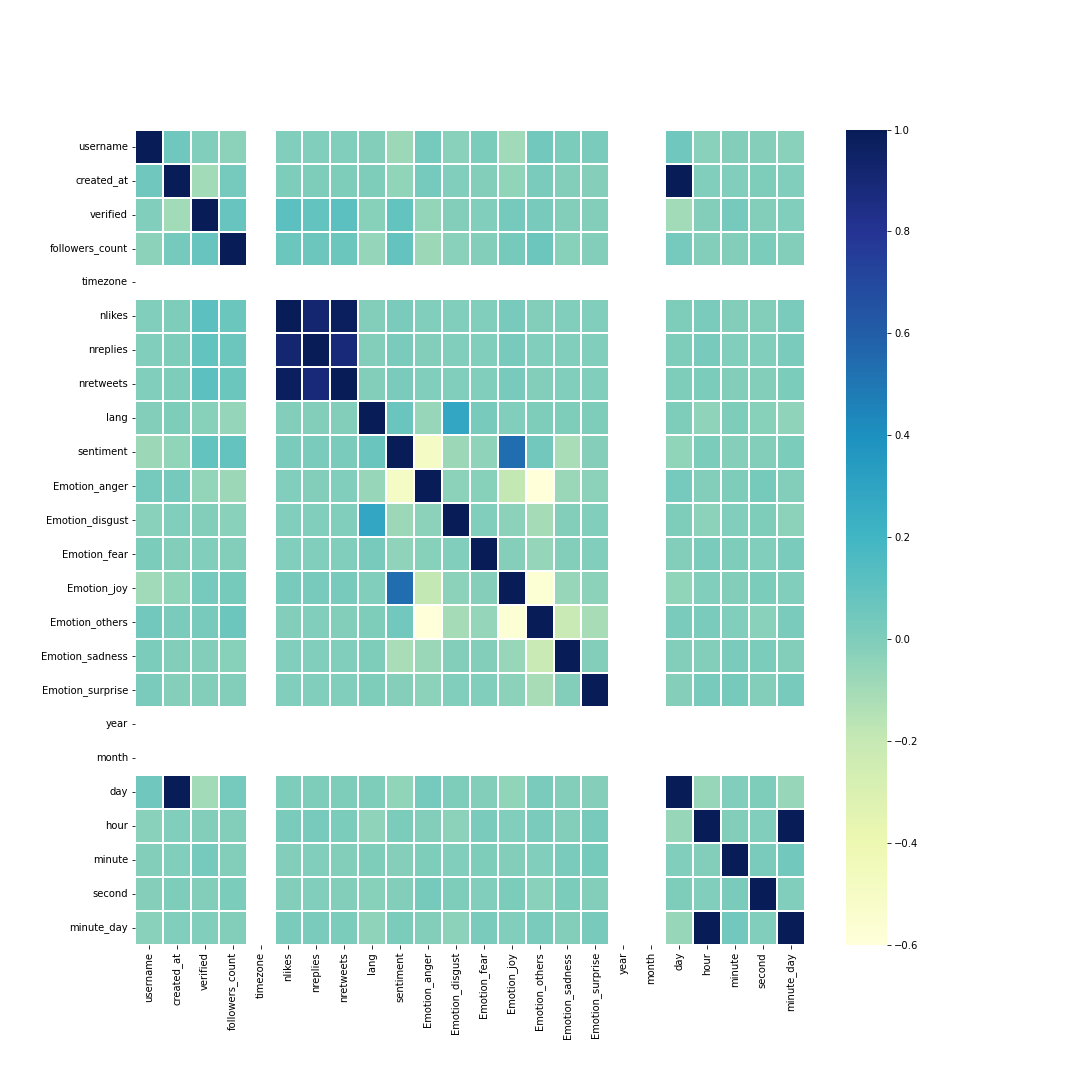 username
created_at
verified
followers_count
timezone
nlikes
nreplies
nretweets
lang
sentiment
Emotion_anger
Emotion_disgust
Emotion_fear
Emotion_joy
Emotion_others
Emotion_sadness
Emotion_surprise
year
month
day
hour
minute
second
minute_day
username
created_at
verified
followers_count
timezone
nlikes
nreplies
nretweets
lang
sentiment
Emotion_anger
Emotion_disgust
Emotion_fear
Emotion_joy
Emotion_others
Emotion_sadness
Emotion_surprise
year
month
day
hour
minute
second
minute_day
1.0
0.8
0.6
0.4
0.2
0.0
−0.2
−0.4
−0.6